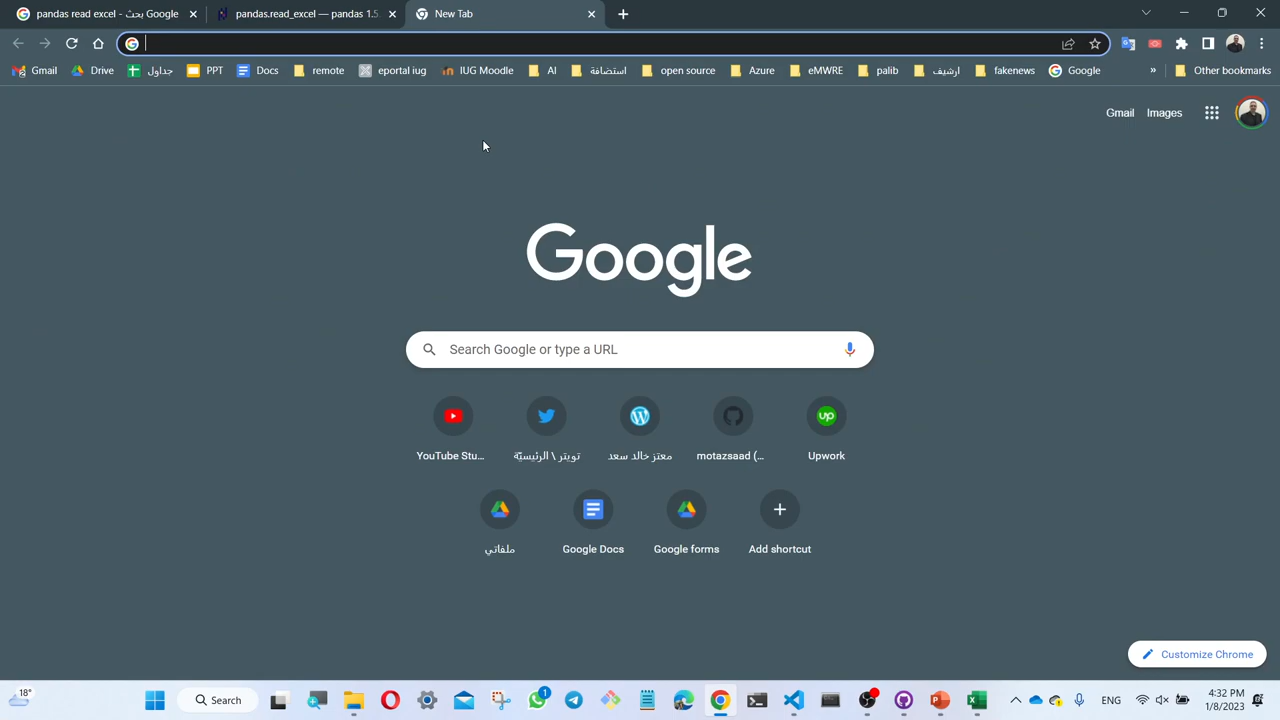 pandas read excel - بحث Google
pandas.read_excel — pandas 1.5.
New Tab
Gmail
Drive
جداول
PPT
Docs
remote
eportal iug
IUG Moodle
AI
استضافة
open source
Azure
eMWRE
palib
ارشيف
fakenews
Google
»
Other bookmarks
Gmail
Images
Google
Search Google or type a URL
YouTube Stu...
تويتر \ الرئيسيّة
معتز خالد سعد
motazsaad (...
Upwork
ملفاتي
Google Docs
Google forms
Add shortcut
Customize Chrome
18°
Search
1
ENG
4:32 PM
1/8/2023